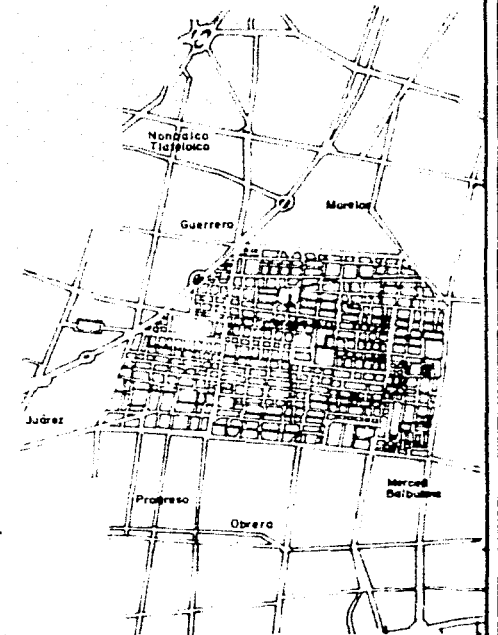 Nonoalco
Tlatelolco
Morelos
Guerrero
Juárez
Merced
Balbuena
Progreso
Obrera